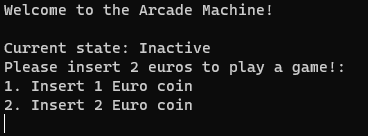 Welcome to the Arcade Machine!
Current state: Inactive
Please insert 2 euros to play a game!:
1. Insert 1 Euro coin
2. Insert 2 Euro coin